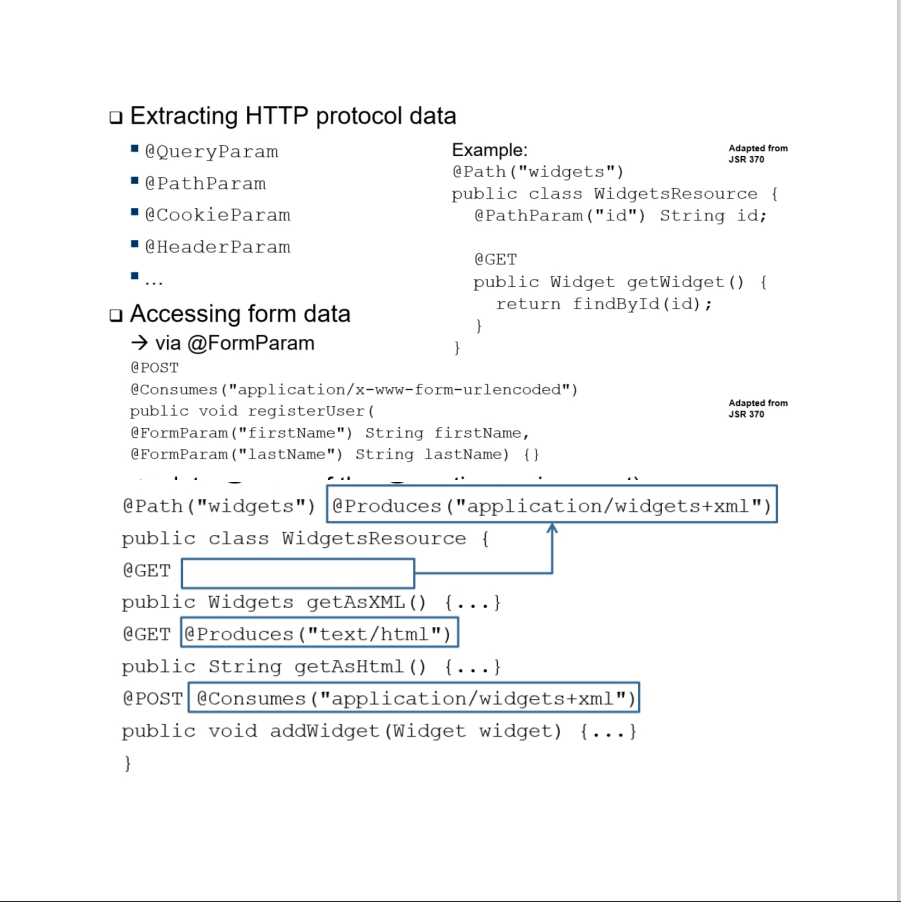 Extracting HTTP protocol data
@QueryParam
@PathParam
@CookieParam
@HeaderParam
...
Example:
Adapted from
JSR 370
@Path("widgets")
public class WidgetsResource {
@PathParam("id") String id;
@GET
public Widget getWidget() {
return findById(id);
}
}
Accessing form data
→ via @FormParam
@POST
@Consumes("application/x-www-form-urlencoded")
public void registerUser(
@FormParam("firstName") String firstName,
@FormParam("lastName") String lastName) {}
Adapted from
JSR 370
@Path("widgets") @Produces("application/widgets+xml")
public class WidgetsResource {
@GET
public Widgets getAsXML() {...}
@GET @Produces("text/html")
public String getAsHtml() {...}
@POST @Consumes("application/widgets+xml")
public void addWidget(Widget widget) {...}
}